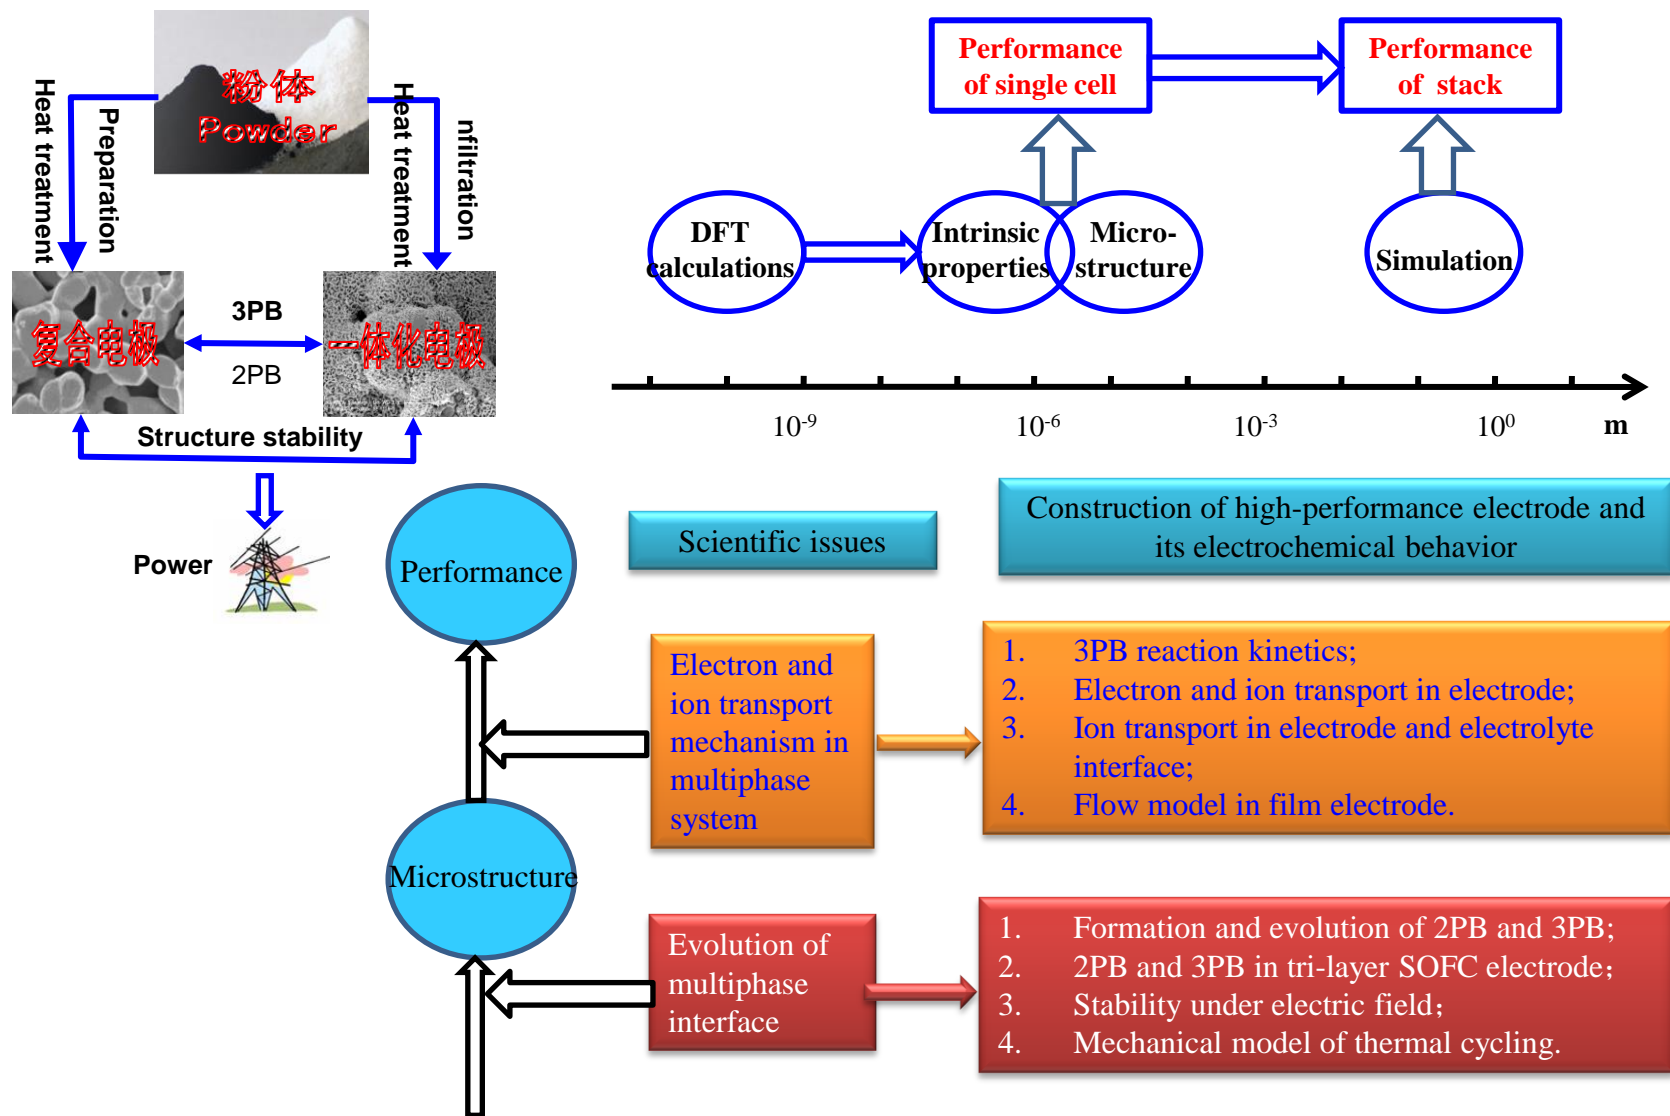 粉体
Powder
Heat treatment
Preparation
Heat treatment
nfiltration
复合电极
3PB
2PB
一体化电极
Structure stability
Power
Performance
of single cell
Performance
of stack
DFT
calculations
Intrinsic
properties
Micro-
structure
Simulation
10-9
10-6
10-3
100
m
Performance
Microstructure
Scientific issues
Construction of high-performance electrode and
its electrochemical behavior
Electron and
ion transport
mechanism in
multiphase
system
1. 3PB reaction kinetics;
2. Electron and ion transport in electrode;
3. Ion transport in electrode and electrolyte
interface;
4. Flow model in film electrode.
Evolution of
multiphase
interface
1. Formation and evolution of 2PB and 3PB;
2. 2PB and 3PB in tri-layer SOFC electrode；
3. Stability under electric field；
4. Mechanical model of thermal cycling.